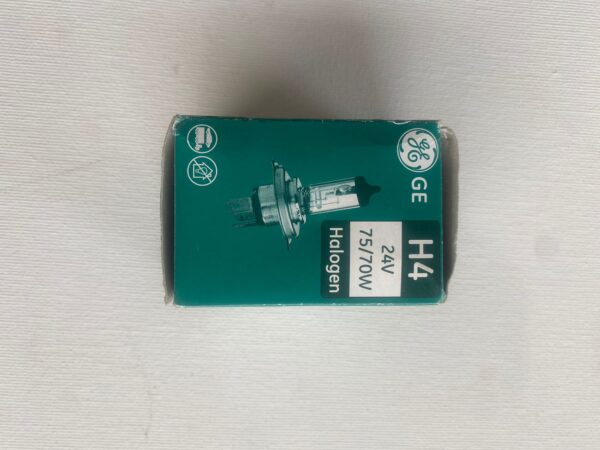 GE
H4
24V
75/70W
Halogen